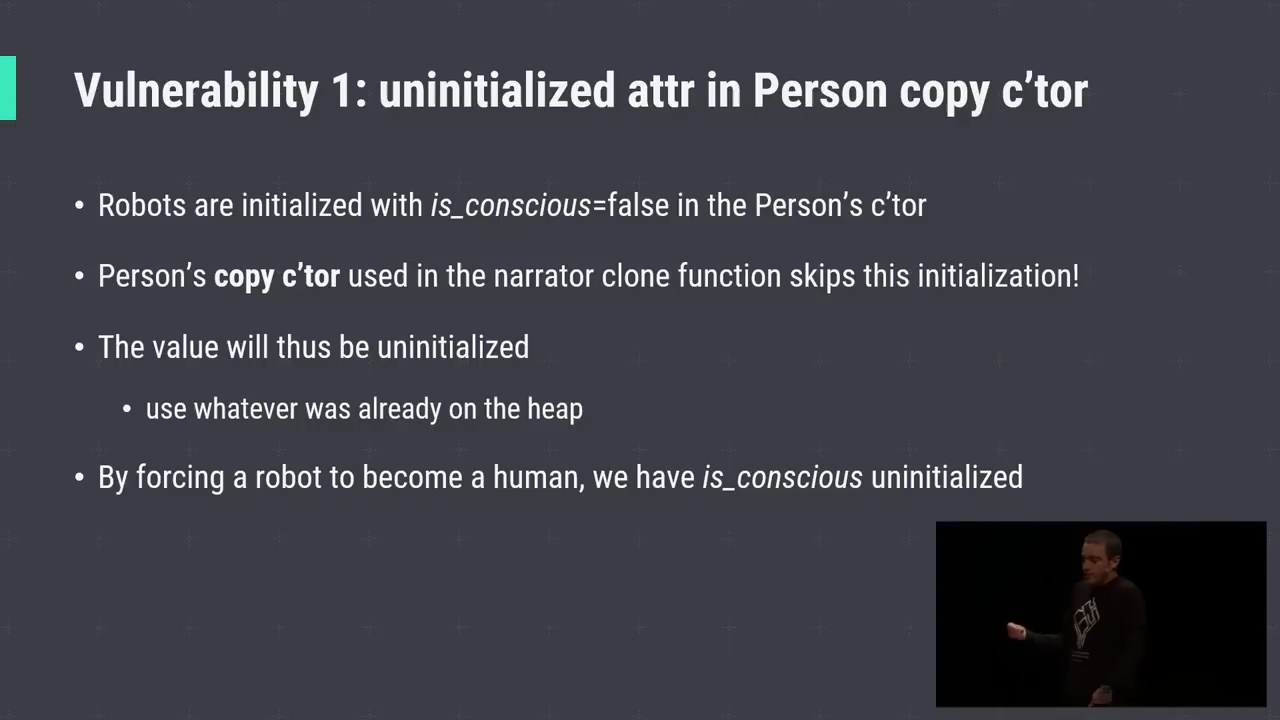 Vulnerability 1: uninitialized attr in Person copy c’tor
• Robots are initialized with is_conscious=false in the Person’s c’tor
• Person’s copy c’tor used in the narrator clone function skips this initialization!
• The value will thus be uninitialized
• use whatever was already on the heap
• By forcing a robot to become a human, we have is_conscious uninitialized